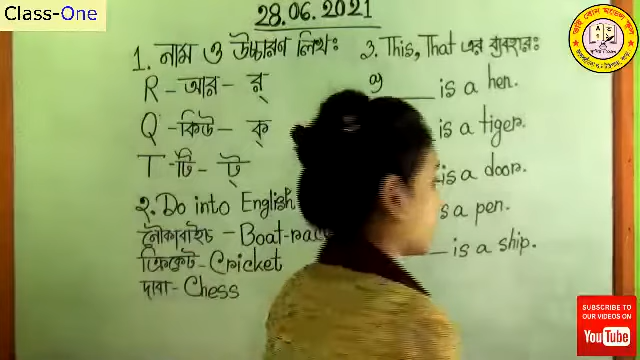 Class-One
28.06.2021
1. নাম ও উচ্চারণ লিখঃ
R - আর - র্
Q - কিউ - ক্
T - টি - ট্
২. Do into English
নৌকাবাইচ - Boat-race
ক্রিকেট - Cricket
দাবা - Chess
3. This, That এর ব্যবহারঃ
is a hen.
is a tiger.
is a door.
is a pen.
is a ship.
SUBSCRIBE TO
OUR VIDEOS ON
YouTube